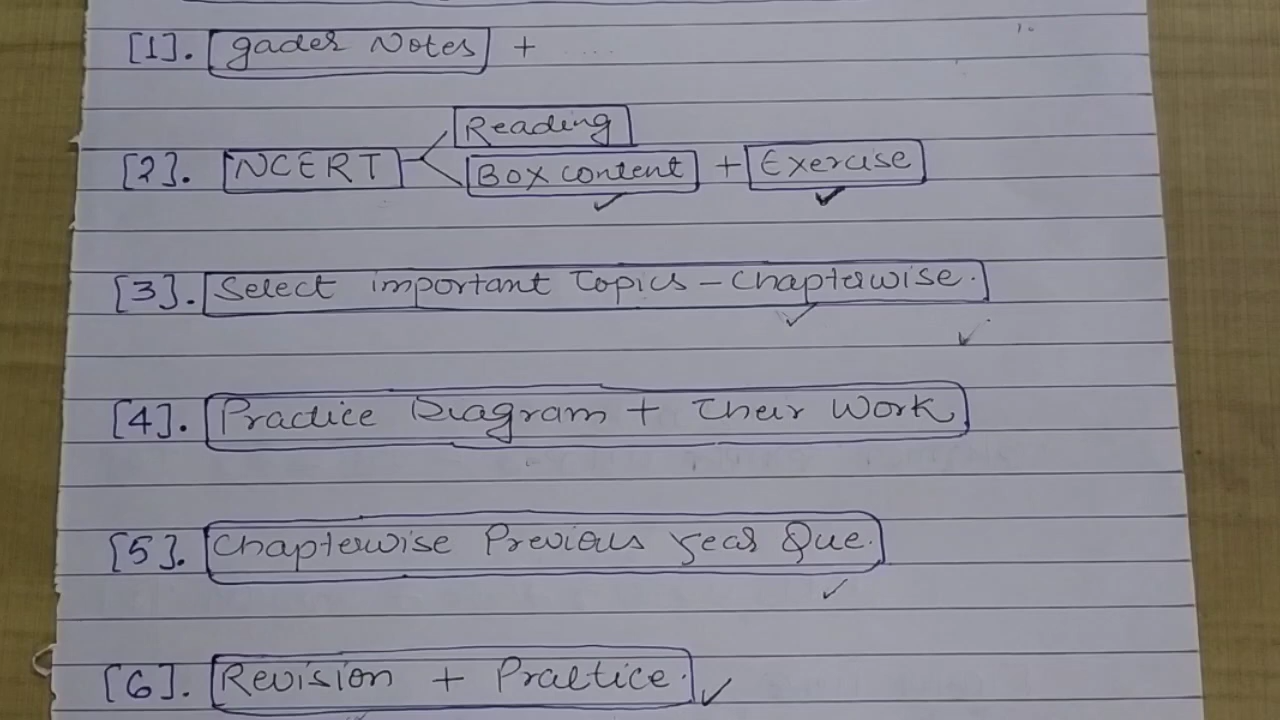 [1]. gader Notes +
Reading
[2]. NCERT Box content + Exercise
[3]. Select important Topics - Chapterwise.
[4]. Practice Diagram + Their Work
[5]. Chapterwise Previous year Que.
[6]. Revision + Practice.